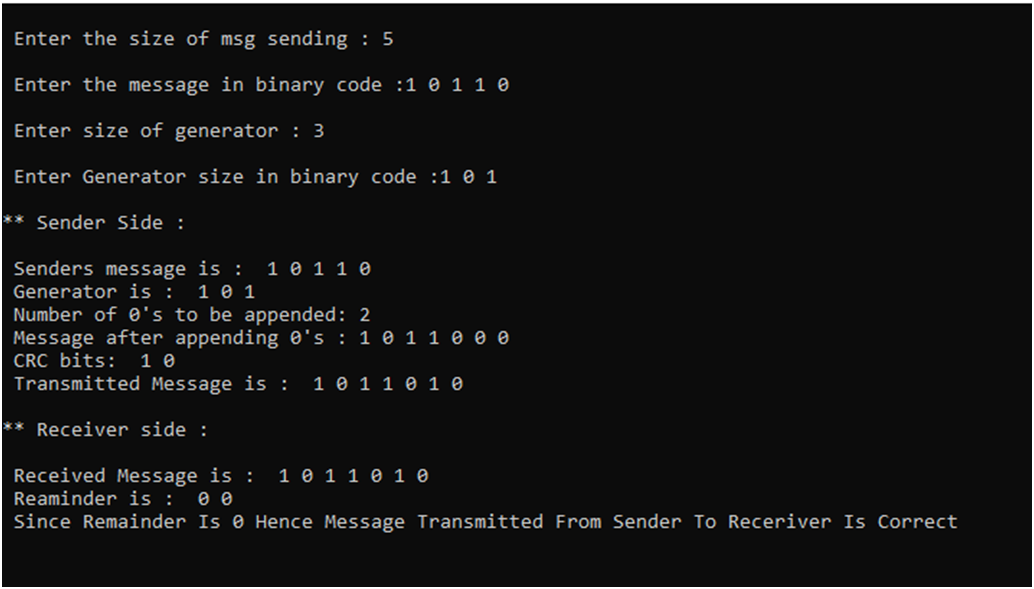 Enter the size of msg sending : 5
Enter the message in binary code :1 0 1 1 0
Enter size of generator : 3
Enter Generator size in binary code :1 0 1
** Sender Side :
Senders message is :  1 0 1 1 0
Generator is :  1 0 1
Number of 0's to be appended: 2
Message after appending 0's : 1 0 1 1 0 0 0
CRC bits:  1 0
Transmitted Message is :  1 0 1 1 0 1 0
** Receiver side :
Received Message is :  1 0 1 1 0 1 0
Reaminder is :  0 0
Since Remainder Is 0 Hence Message Transmitted From Sender To Receriver Is Correct